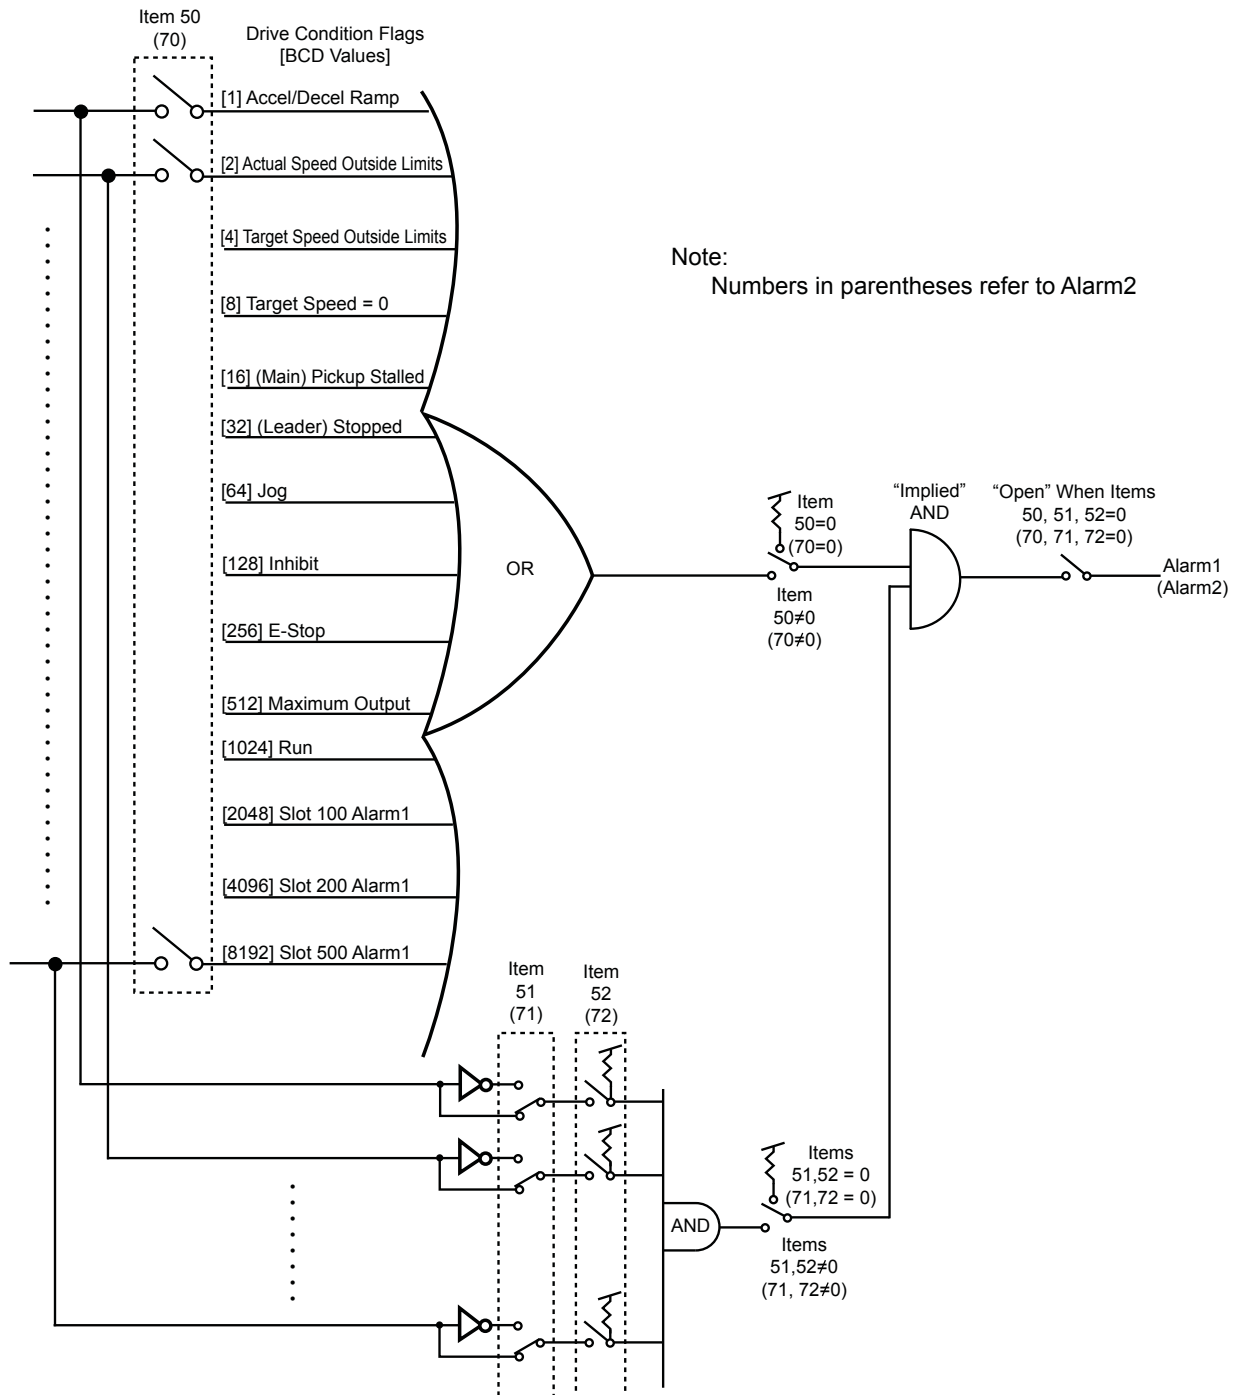 Item 50
(70)
Drive Condition Flags
[BCD Values]
[1] Accel/Decel Ramp
[2] Actual Speed Outside Limits
[4] Target Speed Outside Limits
[8] Target Speed = 0
[16] (Main) Pickup Stalled
[32] (Leader) Stopped
[64] Jog
[128] Inhibit
[256] E-Stop
[512] Maximum Output
[1024] Run
[2048] Slot 100 Alarm1
[4096] Slot 200 Alarm1
[8192] Slot 500 Alarm1
Note:
Numbers in parentheses refer to Alarm2
OR
Item
50=0
(70=0)
Item
50≠0
(70≠0)
“Implied”
AND
“Open” When Items
50, 51, 52=0
(70, 71, 72=0)
Alarm1
(Alarm2)
Item
51
(71)
Item
52
(72)
AND
Items
51,52 = 0
(71,72 = 0)
Items
51,52≠0
(71, 72≠0)